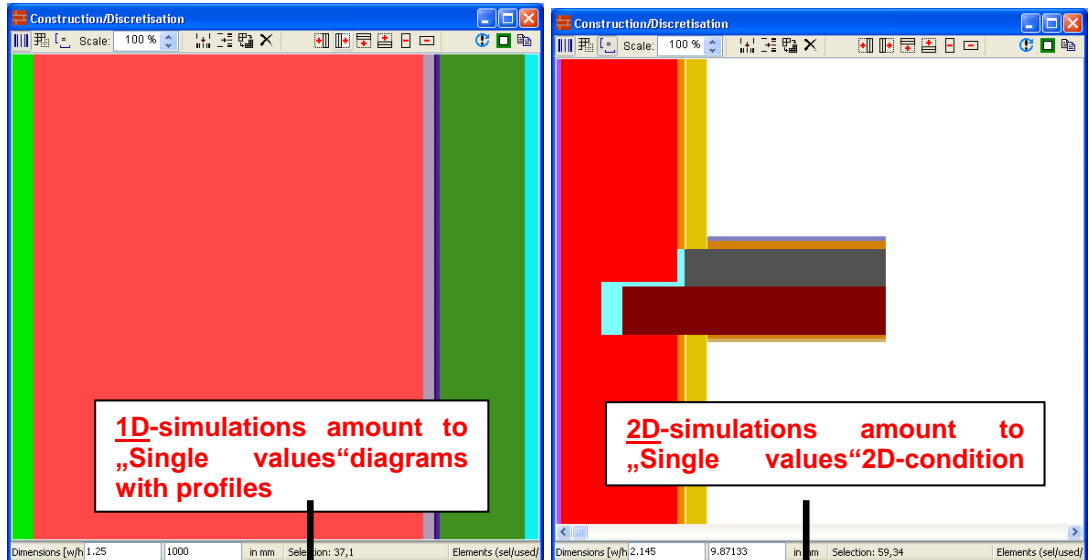 Construction/Discretisation
Scale: 100 %
1D-simulations amount to
„Single values“diagrams
with profiles
Dimensions [w/h 1.25 1000 in mm Selection: 37,1 Elements (sel/used/
Construction/Discretisation
Scale: 100 %
2D-simulations amount to
„Single values“2D-condition
Dimensions [w/h 2.145 9.87133 in mm Selection: 59,34 Elements (sel/used/